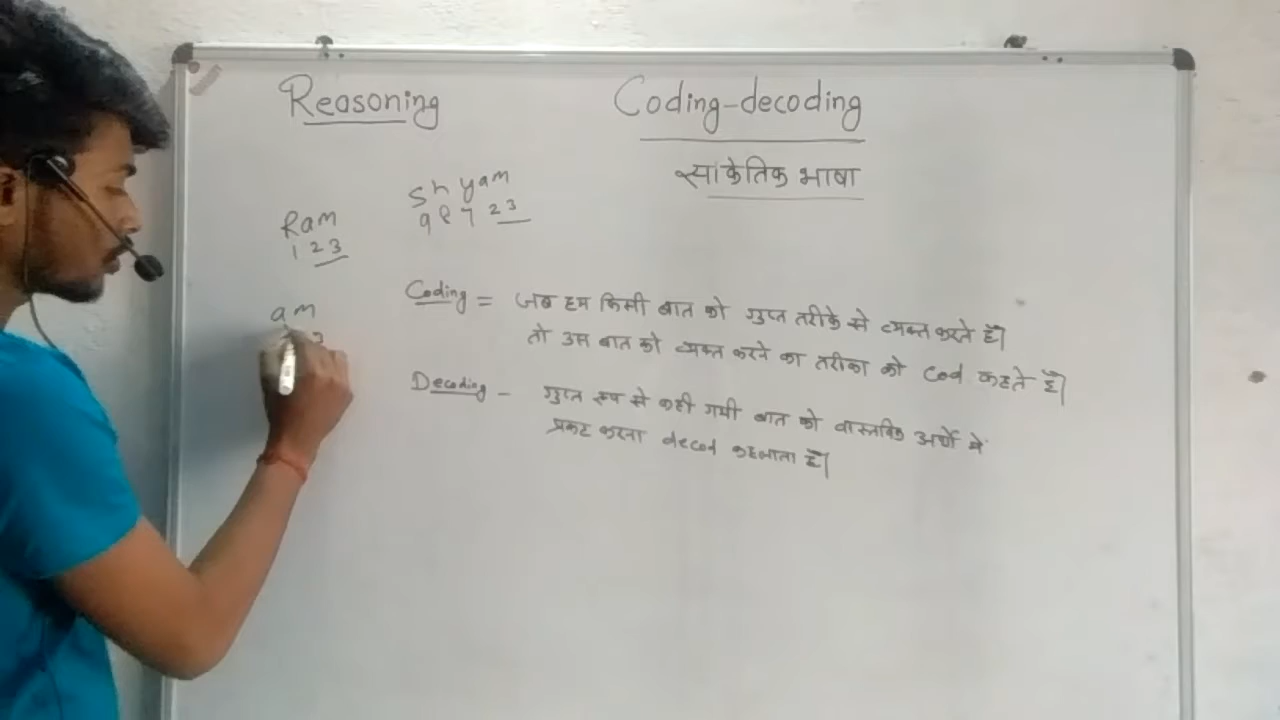 Reasoning
Coding-decoding
सांकेतिक भाषा
Shyam
9 8 7 2 3
Ram
1 2 3
am
3
Coding = जब हम किसी बात को गुप्त तरीके से व्यक्त करते हैं।
तो उस बात को व्यक्त करने का तरीका को Cod कहते हैं।
Decoding - गुप्त रूप से कही गयी बात को वास्तविक अर्थो मे
प्रकट करना decod कहलाता है।